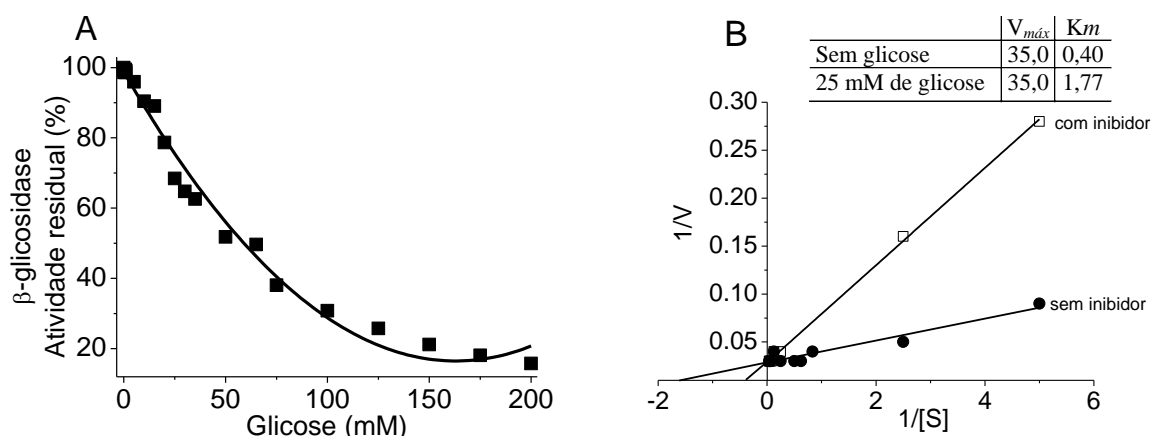 A
100
80
60
40
20
β-glicosidase
Atividade residual (%)
0 50 100 150 200
Glicose (mM)
B
Vmáx Km
Sem glicose 35,0 0,40
25 mM de glicose 35,0 1,77
0.30
0.25
0.20
0.15
0.10
0.05
1/V
com inibidor
sem inibidor
-2 0 2 4 6
1/[S]